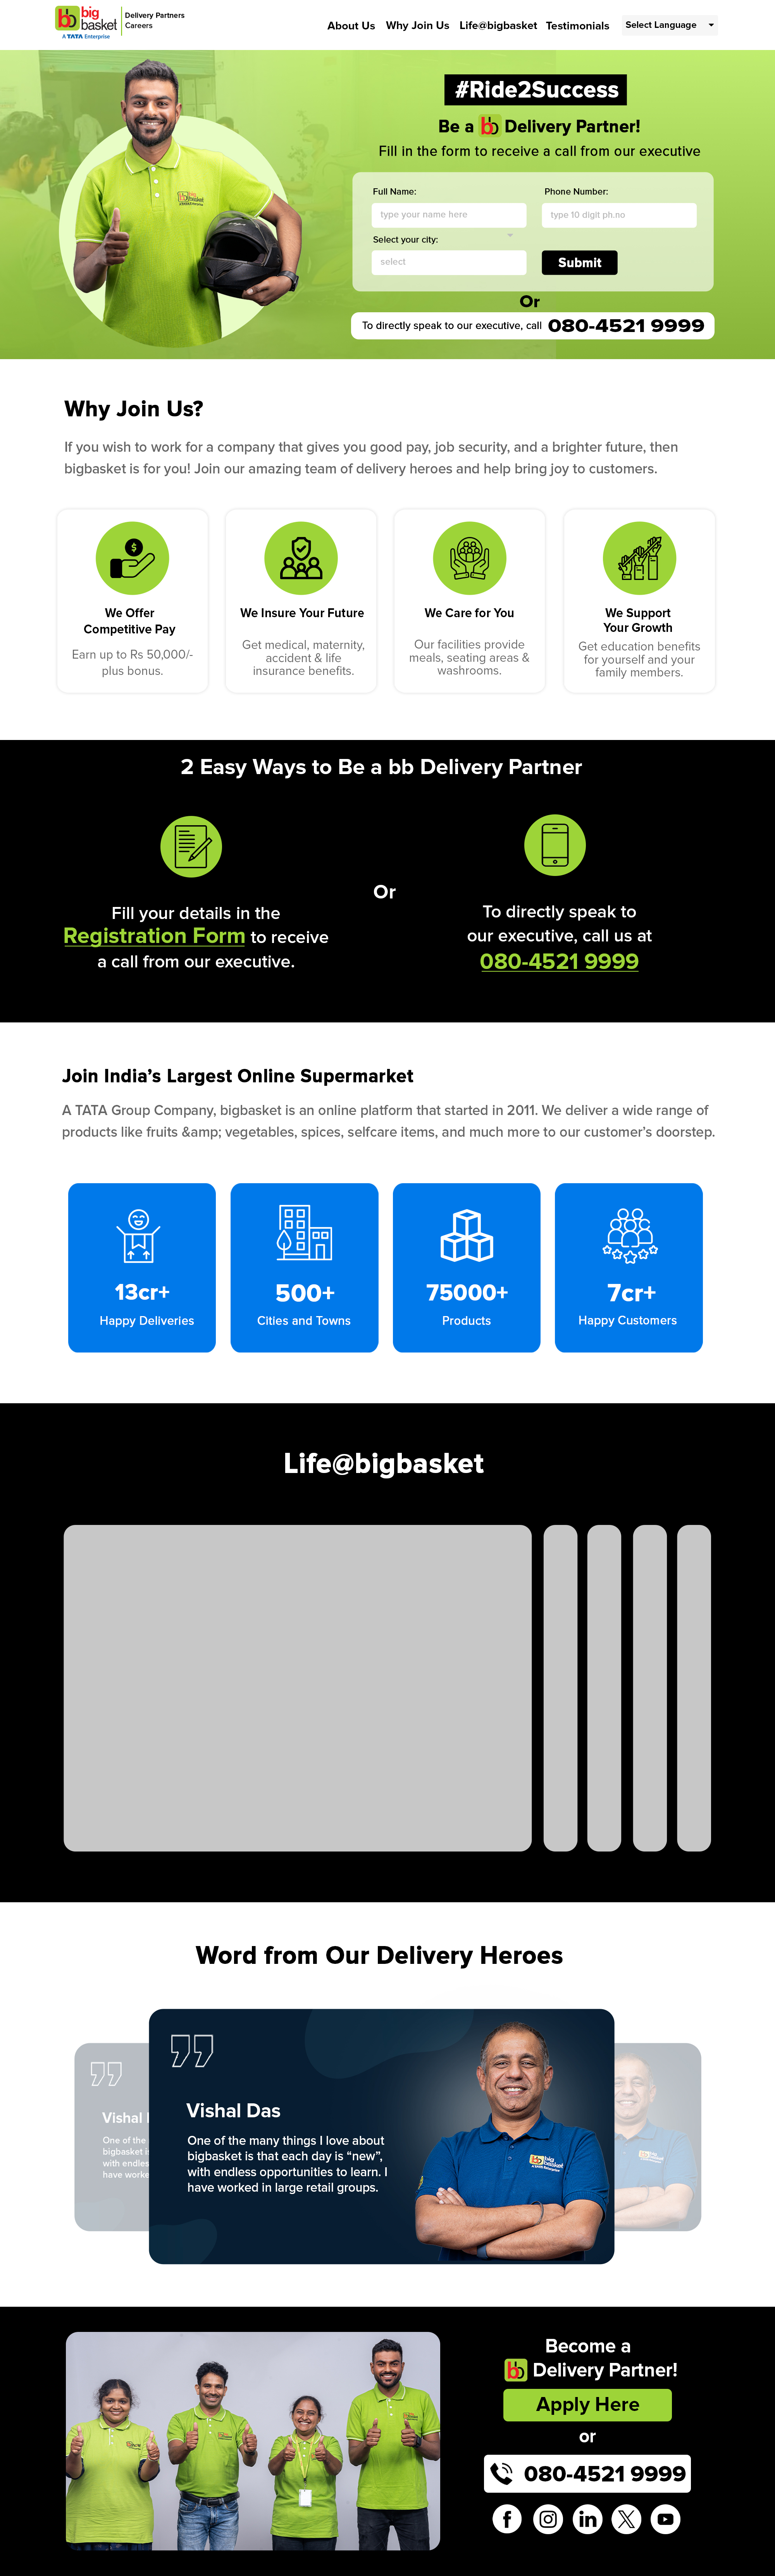 bb big
basket
A TATA Enterprise
Delivery Partners
Careers
About Us
Why Join Us
Life@bigbasket
Testimonials
Select Language
#Ride2Success
Be a bb Delivery Partner!
Fill in the form to receive a call from our executive
Full Name:
Phone Number:
type your name here
type 10 digit ph.no
Select your city:
select
Submit
Or
To directly speak to our executive, call 080-4521 9999
Why Join Us?
If you wish to work for a company that gives you good pay, job security, and a brighter future, then
bigbasket is for you! Join our amazing team of delivery heroes and help bring joy to customers.
We Offer
Competitive Pay
Earn up to Rs 50,000/-
plus bonus.
We Insure Your Future
Get medical, maternity,
accident & life
insurance benefits.
We Care for You
Our facilities provide
meals, seating areas &
washrooms.
We Support
Your Growth
Get education benefits
for yourself and your
family members.
2 Easy Ways to Be a bb Delivery Partner
Fill your details in the
Registration Form to receive
a call from our executive.
Or
To directly speak to
our executive, call us at
080-4521 9999
Join India’s Largest Online Supermarket
A TATA Group Company, bigbasket is an online platform that started in 2011. We deliver a wide range of
products like fruits &amp; vegetables, spices, selfcare items, and much more to our customer’s doorstep.
13cr+
Happy Deliveries
500+
Cities and Towns
75000+
Products
7cr+
Happy Customers
Life@bigbasket
Word from Our Delivery Heroes
Vishal
One of the
bigbasket is
with endles
have worke
Vishal Das
One of the many things I love about
bigbasket is that each day is “new”,
with endless opportunities to learn. I
have worked in large retail groups.
bb big
basket
Become a
bb Delivery Partner!
Apply Here
or
080-4521 9999